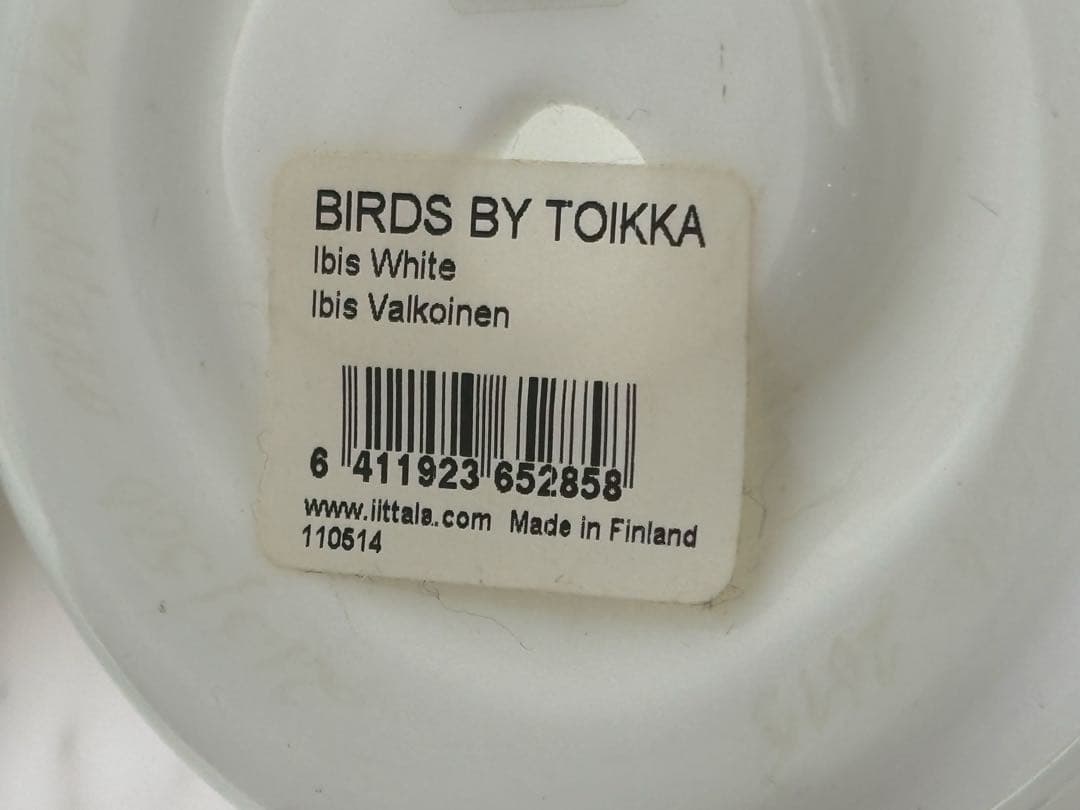 BIRDS BY TOIKKA
Ibis White
Ibis Valkoinen
6 411923 652858
www.iittala.com Made in Finland
110514